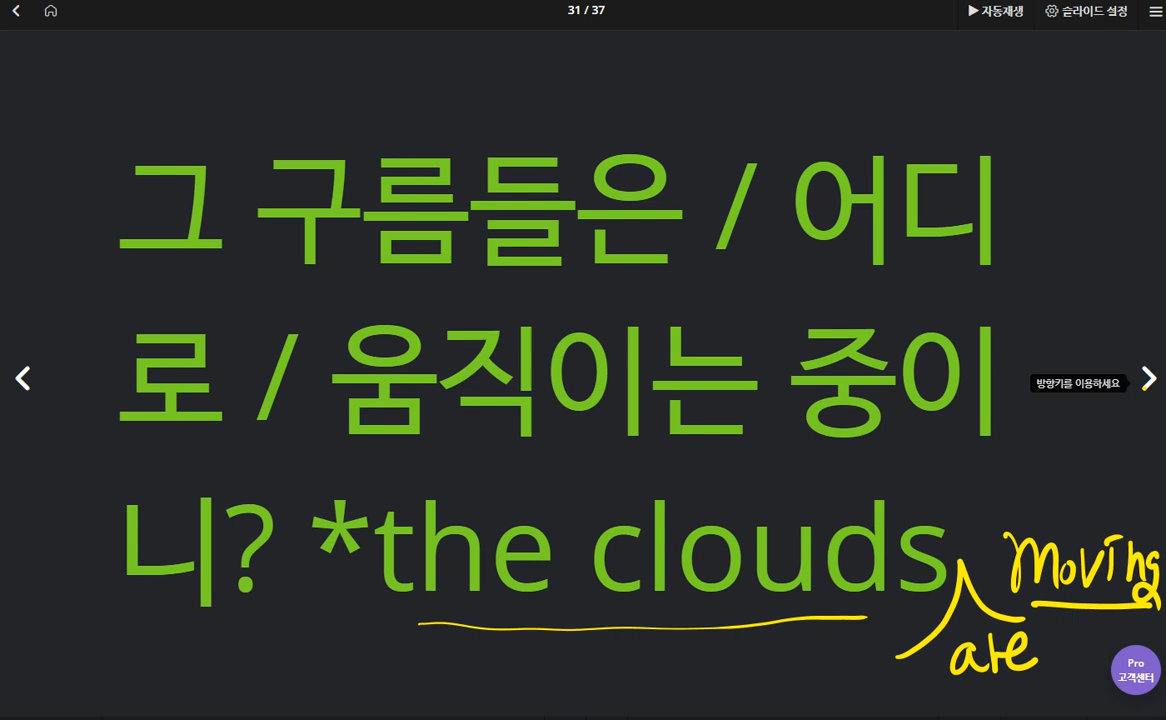 31 / 37
▶ 자동재생
슬라이드 설정
그 구름들은 / 어디
로 / 움직이는 중이
방향키를 이용하세요
니? *the clouds
Moving
are
Pro
고객센터